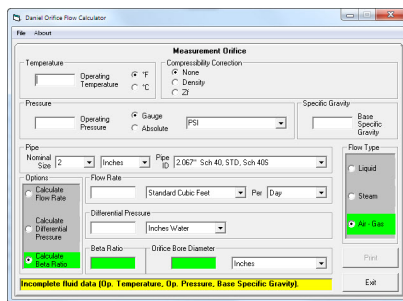 Daniel Orifice Flow Calculator
File About
Measurement Orifice
Temperature
Operating Temperature
°F
°C
Compressibility Correction
None
Density
Zf
Pressure
Operating Pressure
Gauge
Absolute
PSI
Specific Gravity
Base Specific Gravity
Pipe
Nominal Size 2 Inches Pipe ID 2.067" Sch 40, STD, Sch 40S
Flow Type
Liquid
Steam
Air - Gas
Options
Calculate Flow Rate
Calculate Differential Pressure
Calculate Beta Ratio
Flow Rate
Standard Cubic Feet Per Day
Differential Pressure
Inches Water
Beta Ratio
Orifice Bore Diameter
Inches
Print
Exit
Incomplete fluid data (Op. Temperature, Op. Pressure, Base Specific Gravity).